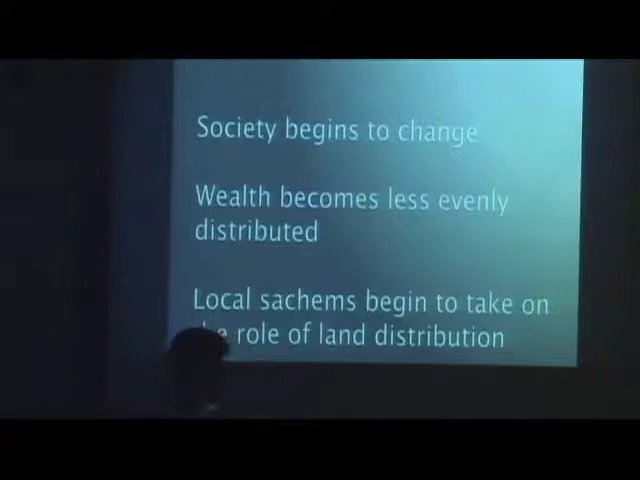 Society begins to change
Wealth becomes less evenly
distributed
Local sachems begin to take on
the role of land distribution